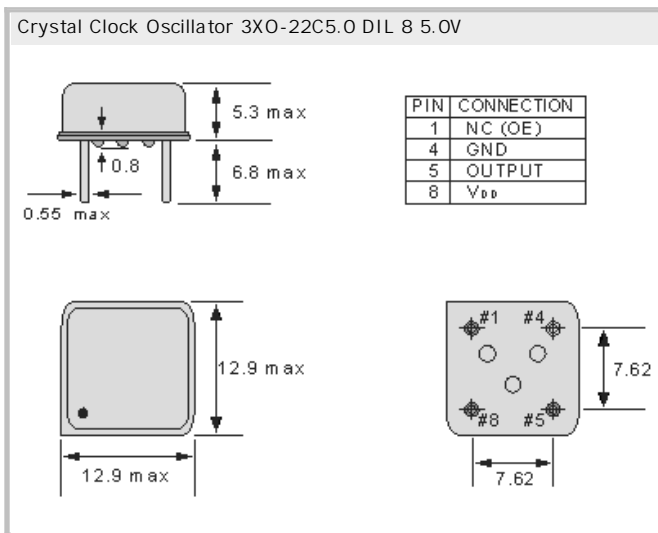 Crystal Clock Oscillator 3XO-22C5.0 DIL 8 5.0V
5.3 max
0.8
6.8 max
0.55 max
PIN CONNECTION
1 NC (OE)
4 GND
5 OUTPUT
8 VDD
12.9 max
12.9 max
#1 #4
7.62
#8 #5
7.62